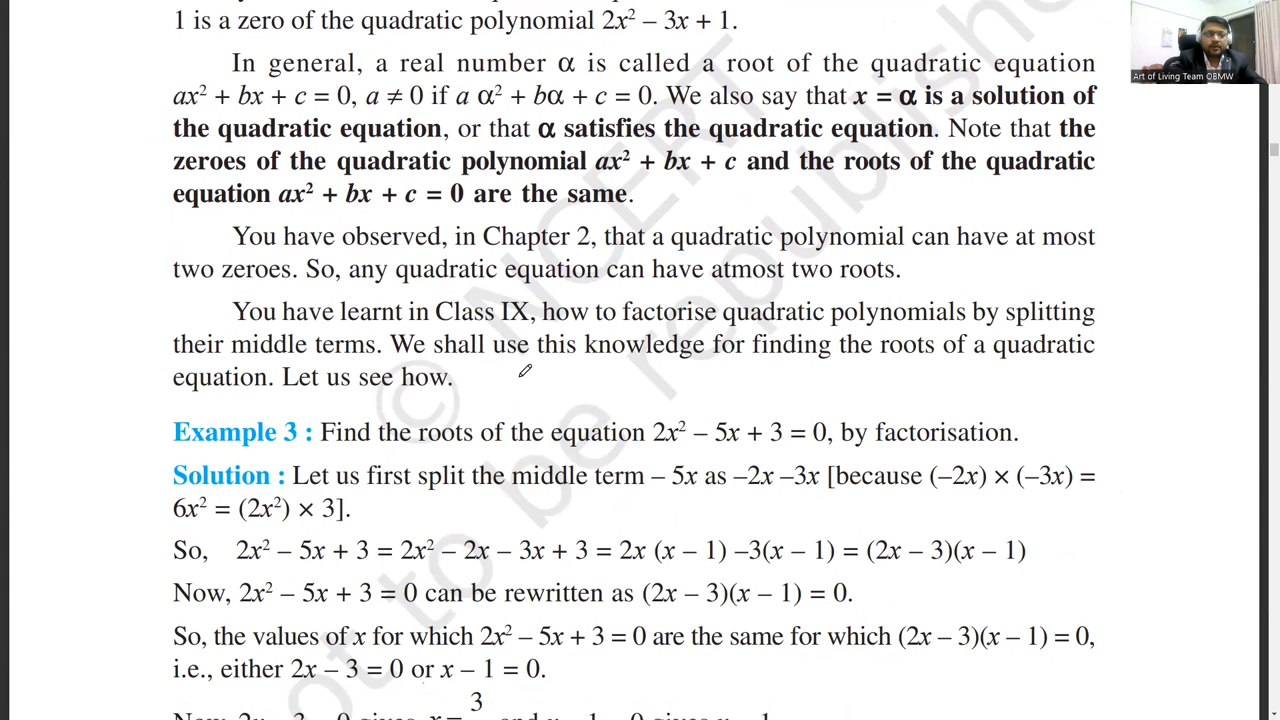 1 is a zero of the quadratic polynomial 2x² – 3x + 1.
In general, a real number α is called a root of the quadratic equation
ax² + bx + c = 0, a ≠ 0 if a α² + bα + c = 0. We also say that x = α is a solution of
the quadratic equation, or that α satisfies the quadratic equation. Note that the
zeroes of the quadratic polynomial ax² + bx + c and the roots of the quadratic
equation ax² + bx + c = 0 are the same.
You have observed, in Chapter 2, that a quadratic polynomial can have at most
two zeroes. So, any quadratic equation can have atmost two roots.
You have learnt in Class IX, how to factorise quadratic polynomials by splitting
their middle terms. We shall use this knowledge for finding the roots of a quadratic
equation. Let us see how.
Example 3 : Find the roots of the equation 2x² – 5x + 3 = 0, by factorisation.
Solution : Let us first split the middle term – 5x as –2x –3x [because (–2x) × (–3x) =
6x² = (2x²) × 3].
So, 2x² – 5x + 3 = 2x² – 2x – 3x + 3 = 2x (x – 1) –3(x – 1) = (2x – 3)(x – 1)
Now, 2x² – 5x + 3 = 0 can be rewritten as (2x – 3)(x – 1) = 0.
So, the values of x for which 2x² – 5x + 3 = 0 are the same for which (2x – 3)(x – 1) = 0,
i.e., either 2x – 3 = 0 or x – 1 = 0.
Art of Living Team OBMW
© NCERT
not to be republished